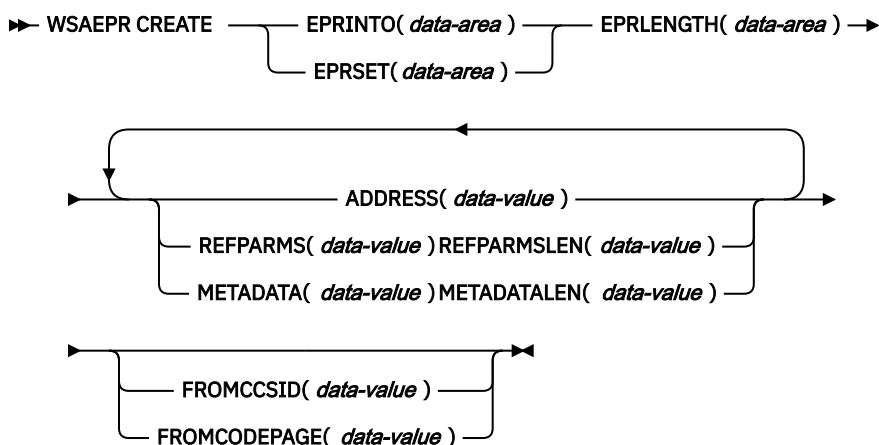 WSAEPR CREATE EPRINTO( data-area ) EPRLENGTH( data-area )
EPRSET( data-area )
ADDRESS( data-value )
REFPARMS( data-value )REFPARMSLEN( data-value )
METADATA( data-value )METADATALEN( data-value )
FROMCCSID( data-value )
FROMCODEPAGE( data-value )